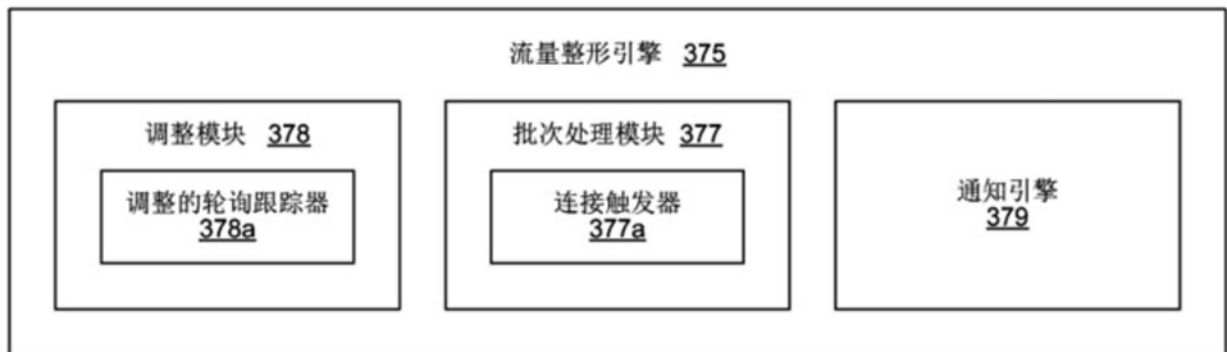 流量整形引擎 375
调整模块 378
调整的轮询跟踪器
378a
批次处理模块 377
连接触发器
377a
通知引擎
379